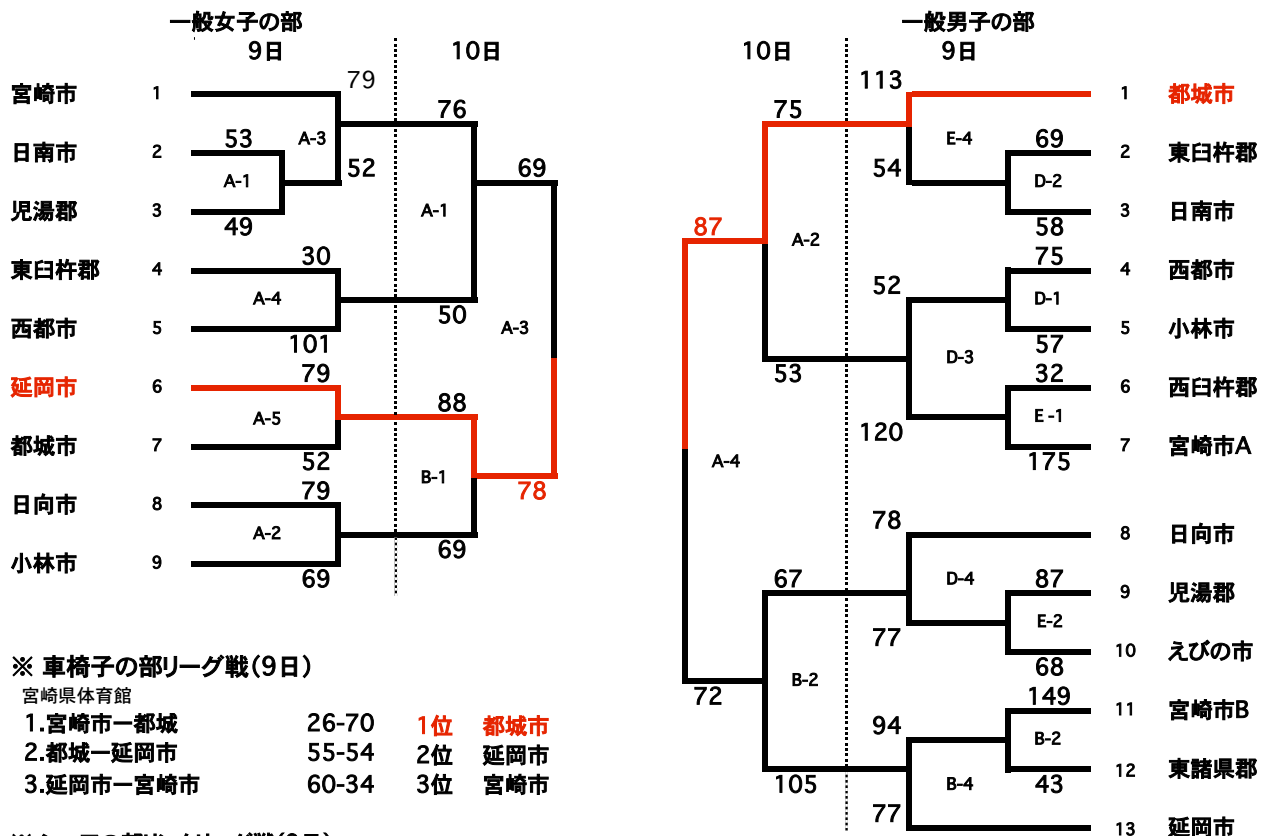 一般女子の部
9日 10日
79
宮崎市 1
76
A-3
日南市 2 53
52 69
A-1
児湯郡 3 49
A-1
東臼杵郡 4 30
A-4
50
西都市 5 101
A-3
延岡市 6 79
88
A-5
都城市 7 52
B-1
78
日向市 8 79
A-2
69
小林市 9 69
※ 車椅子の部リーグ戦(9日)
宮崎県体育館
1.宮崎市ー都城 26-70 1位 都城市
2.都城ー延岡市 55-54 2位 延岡市
3.延岡市ー宮崎市 60-34 3位 宮崎市
一般男子の部
10日 9日
113 1 都城市
75
E-4
69 2 東臼杵郡
54
D-2
58 3 日南市
87
A-2
75 4 西都市
52
D-1
57 5 小林市
D-3
53
32 6 西臼杵郡
E-1
120
175 7 宮崎市A
A-4
78 8 日向市
67
D-4
87 9 児湯郡
77
E-2
68 10 えびの市
B-2
72
149 11 宮崎市B
94
B-2
43 12 東諸県郡
105
B-4
77 13 延岡市